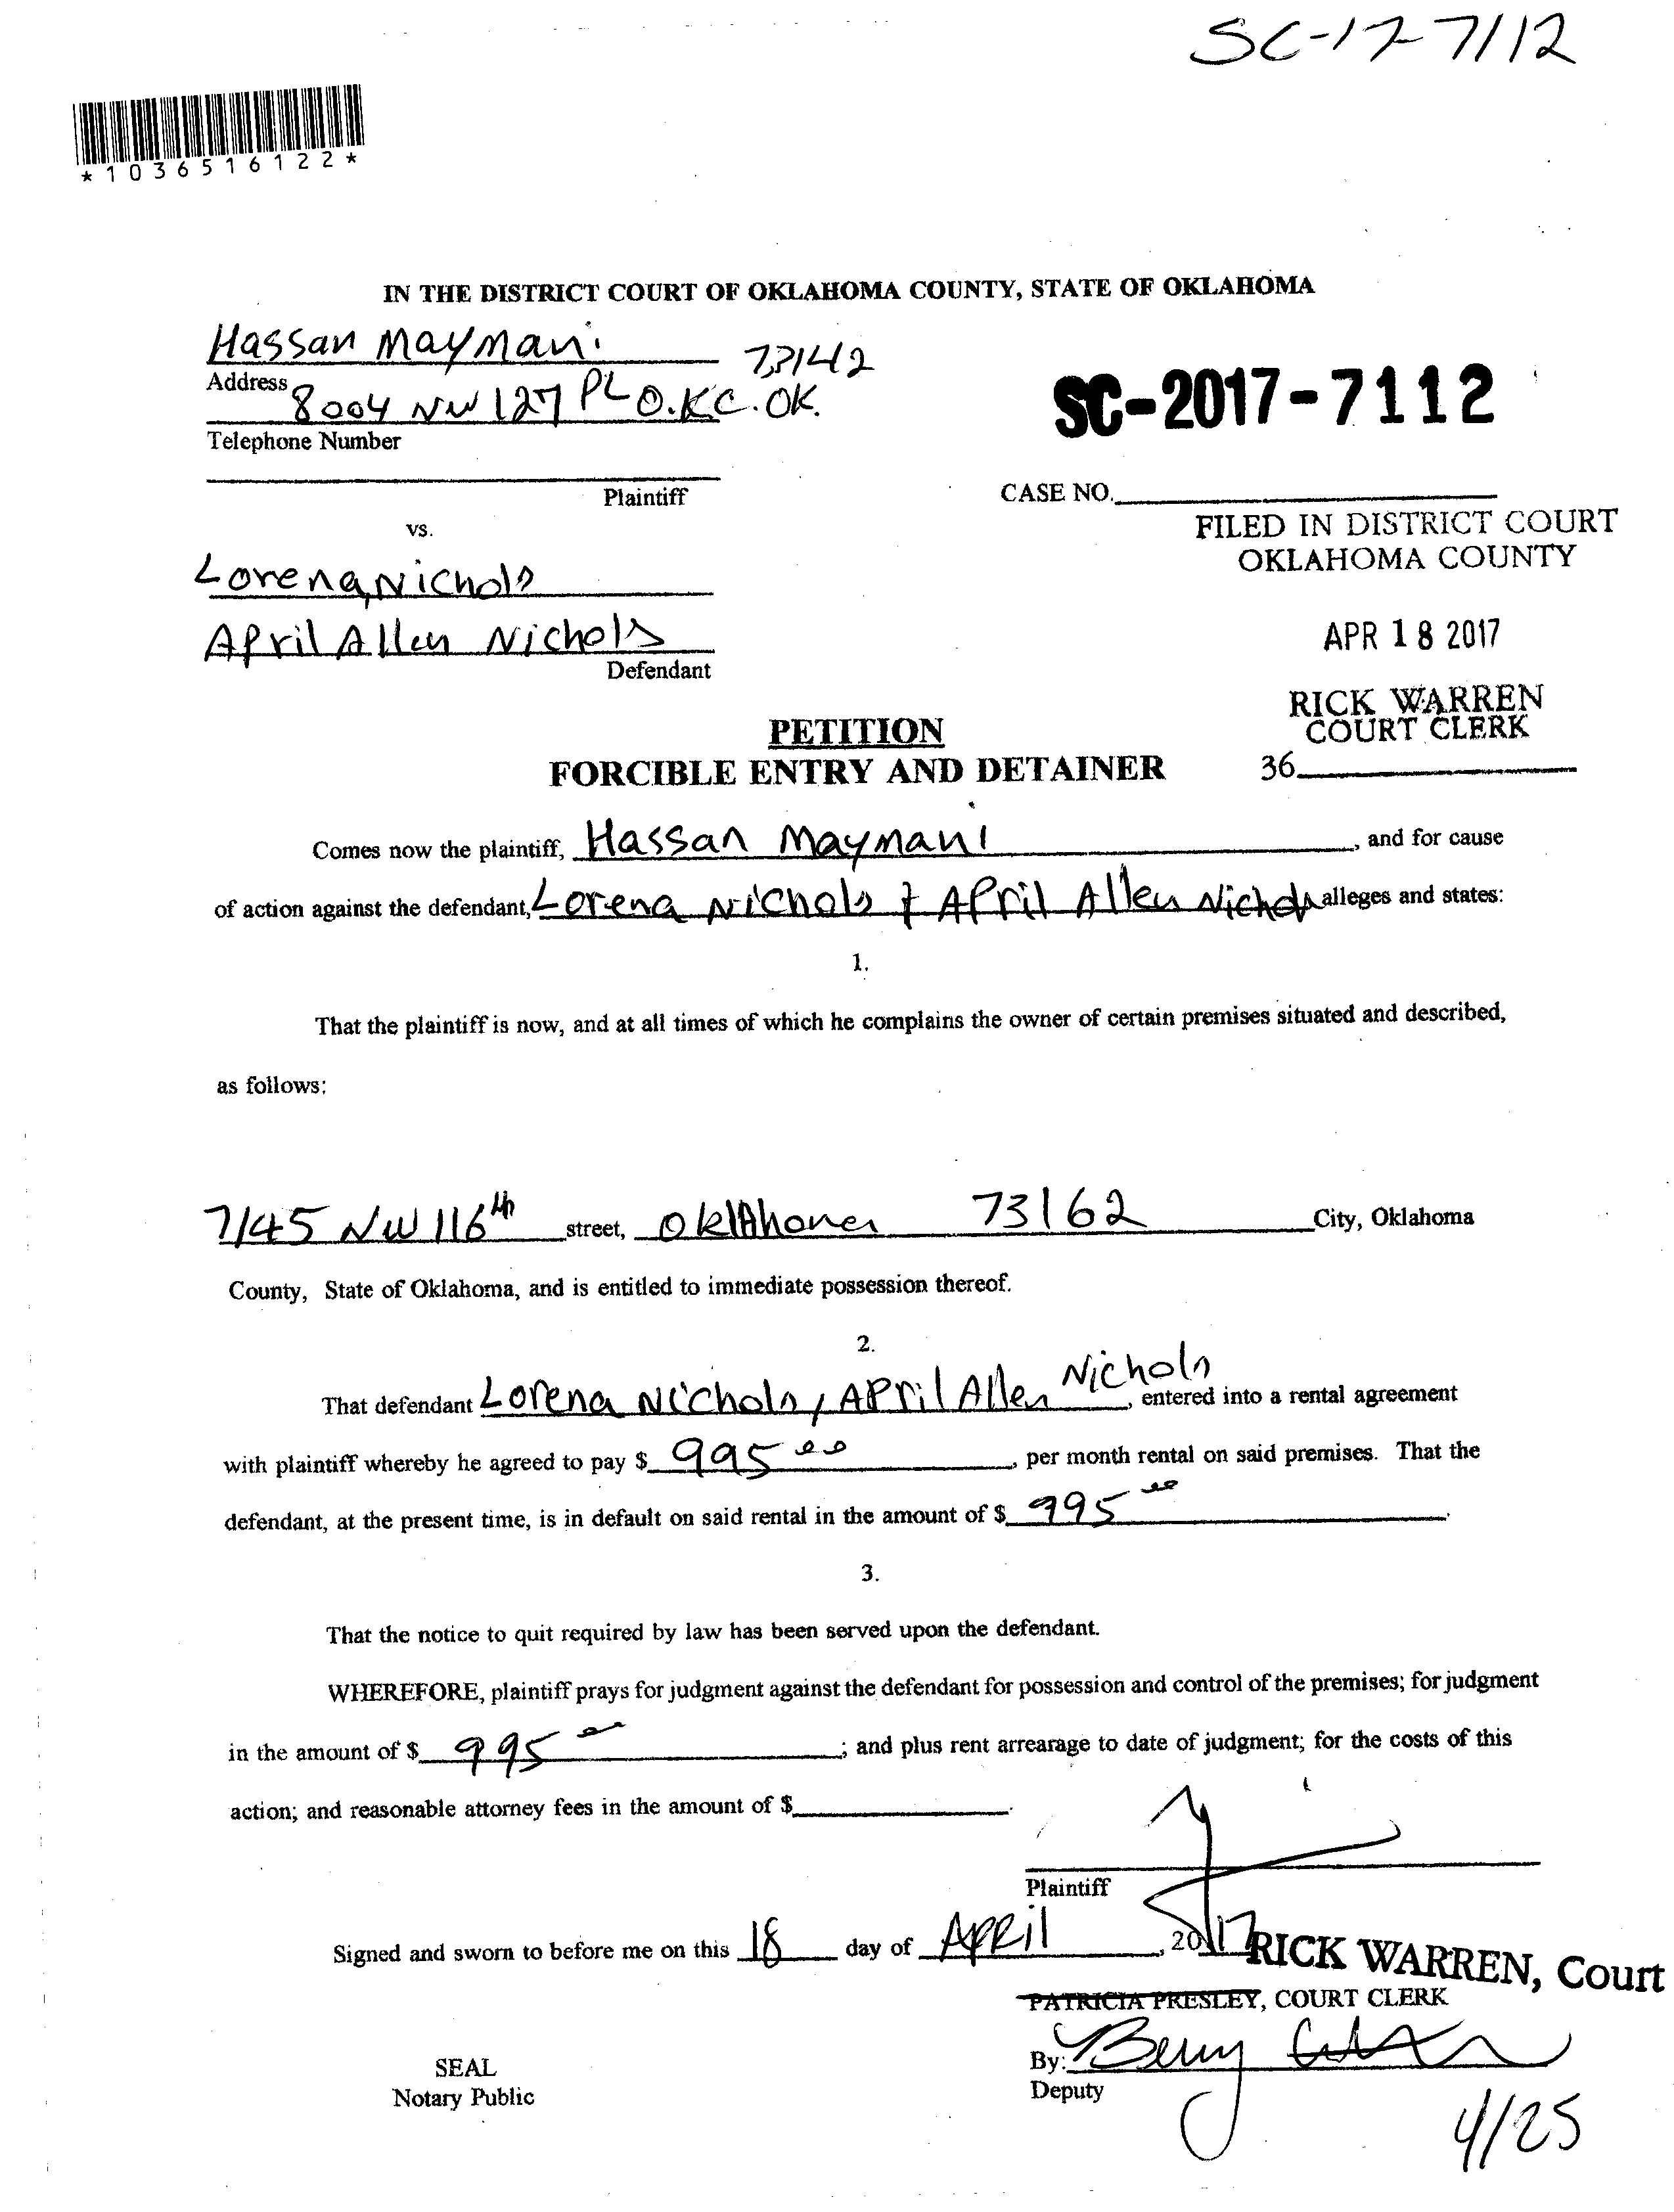 SC-17-7112
*1036516122*
IN THE DISTRICT COURT OF OKLAHOMA COUNTY, STATE OF OKLAHOMA
Hassan Maymani
73142
Address
8004 NW 127 PL O.K.C. OK.
SC-2017-7112
Telephone Number
Plaintiff
CASE NO.
vs.
FILED IN DISTRICT COURT
OKLAHOMA COUNTY
Lorena Nichols
April Allen Nichols
APR 18 2017
Defendant
RICK WARREN
COURT CLERK
PETITION
FORCIBLE ENTRY AND DETAINER
36
Comes now the plaintiff, Hassan Maymani, and for cause
of action against the defendant, Lorena Nichols & April Allen Nichols alleges and states:
1.
That the plaintiff is now, and at all times of which he complains the owner of certain premises situated and described,
as follows:
7145 NW 116th street, Oklahoma 73162 City, Oklahoma
County, State of Oklahoma, and is entitled to immediate possession thereof.
2.
That defendant Lorena Nichols, April Allen Nichols, entered into a rental agreement
with plaintiff whereby he agreed to pay $ 995 00, per month rental on said premises. That the
defendant, at the present time, is in default on said rental in the amount of $ 995 00.
3.
That the notice to quit required by law has been served upon the defendant.
WHEREFORE, plaintiff prays for judgment against the defendant for possession and control of the premises; for judgment
in the amount of $ 995 00; and plus rent arrearage to date of judgment; for the costs of this
action; and reasonable attorney fees in the amount of $.
Plaintiff
Signed and sworn to before me on this 18 day of April, 2017
RICK WARREN, Court
PATRICIA PRESLEY, COURT CLERK
By:
Deputy
SEAL
Notary Public
4/25